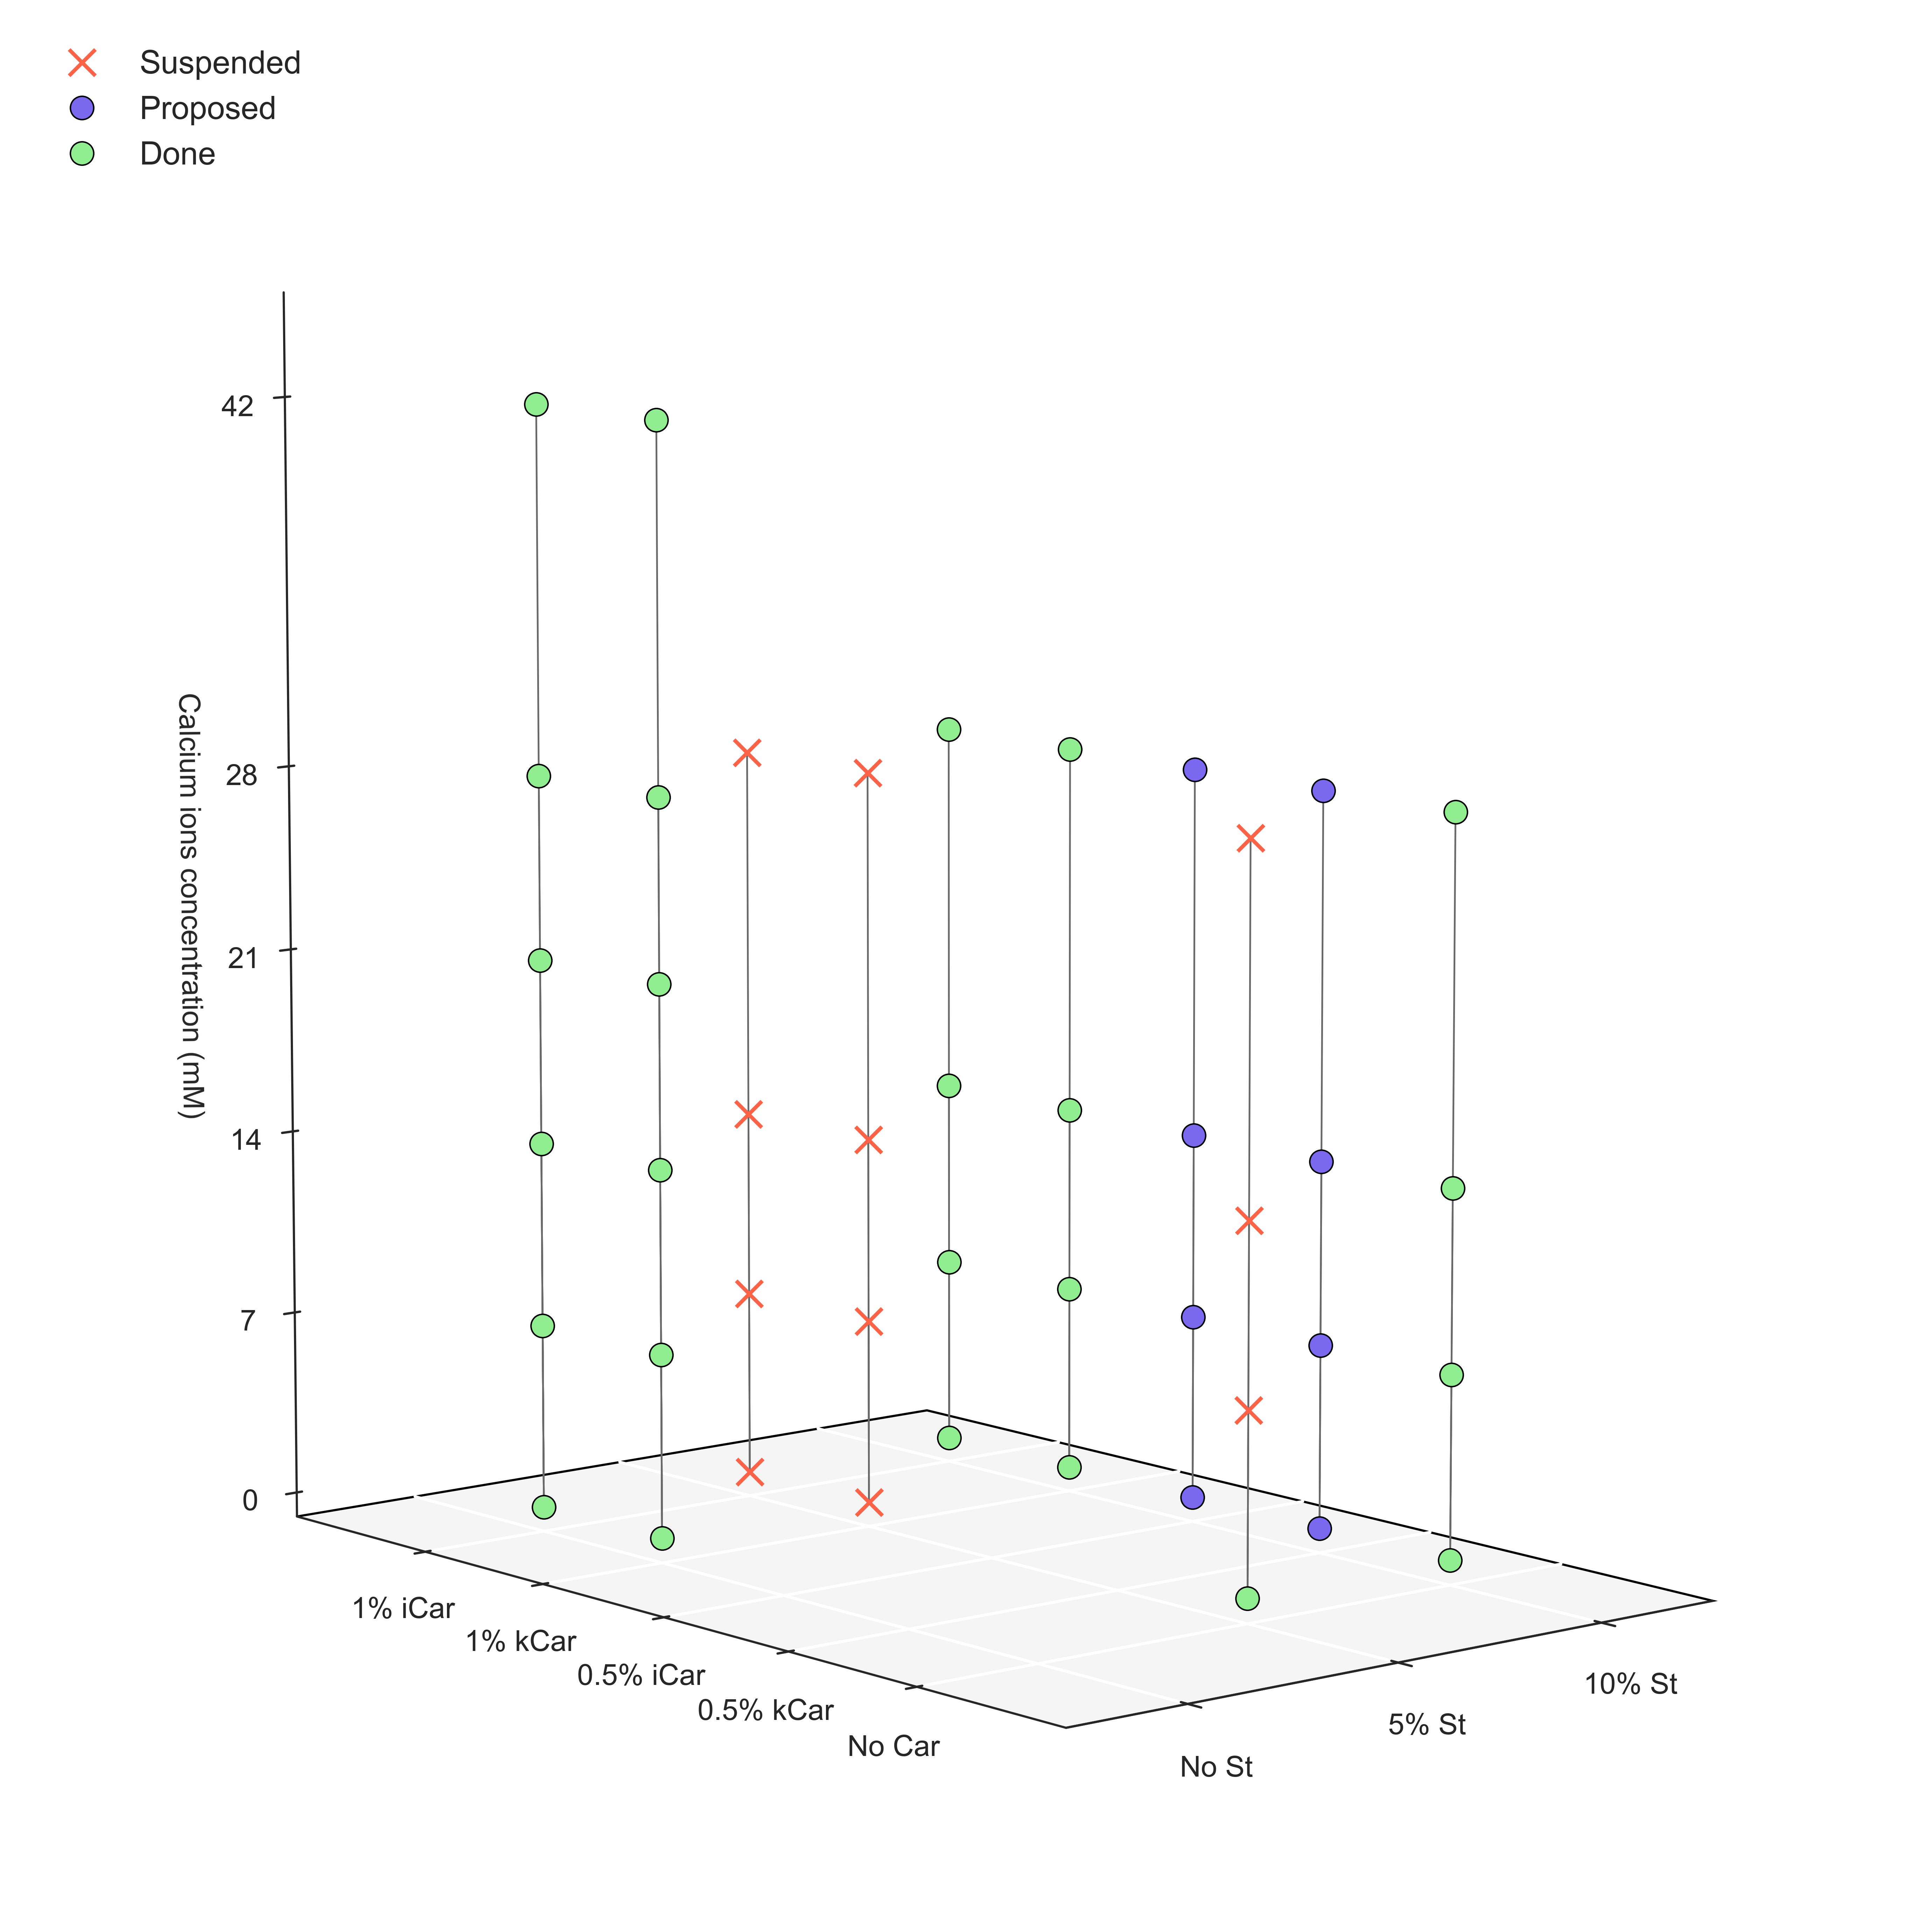 Suspended
Proposed
Done
42
28
21
14
7
0
Calcium ions concentration (mM)
1% iCar
1% kCar
0.5% iCar
0.5% kCar
No Car
No St
5% St
10% St